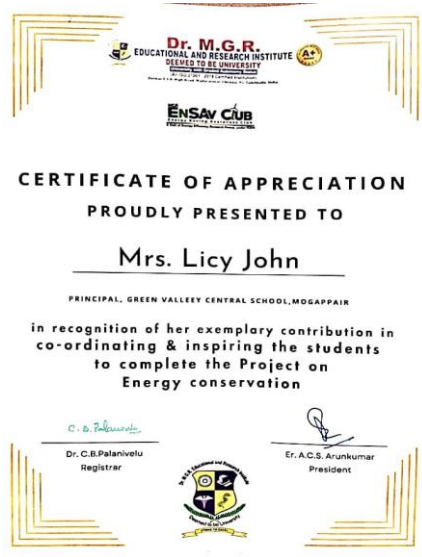 Dr. M.G.R.
EDUCATIONAL AND RESEARCH INSTITUTE
DEEMED TO BE UNIVERSITY
A+
ENSAV CLUB
CERTIFICATE OF APPRECIATION
PROUDLY PRESENTED TO
Mrs. Licy John
PRINCIPAL, GREEN VALLEEY CENTRAL SCHOOL,MOGAPPAIR
in recognition of her exemplary contribution in
co-ordinating & inspiring the students
to complete the Project on
Energy conservation
C. B. Palanivelu
Dr. C.B.Palanivelu
Registrar
Er. A.C.S. Arunkumar
President